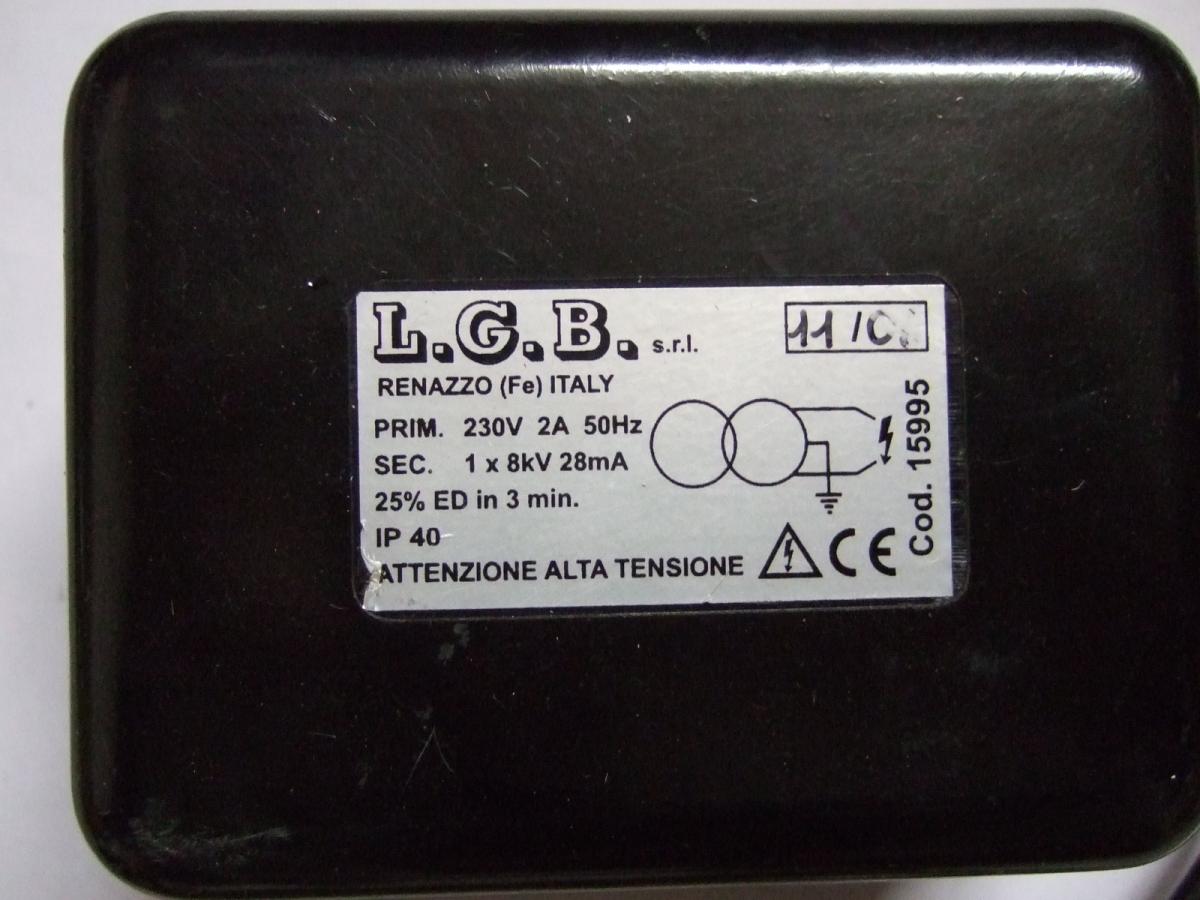 L.G.B. s.r.l.
RENAZZO (Fe) ITALY
PRIM. 230V 2A 50Hz
SEC. 1 x 8kV 28mA
25% ED in 3 min.
IP 40
ATTENZIONE ALTA TENSIONE
CE
Cod. 15995